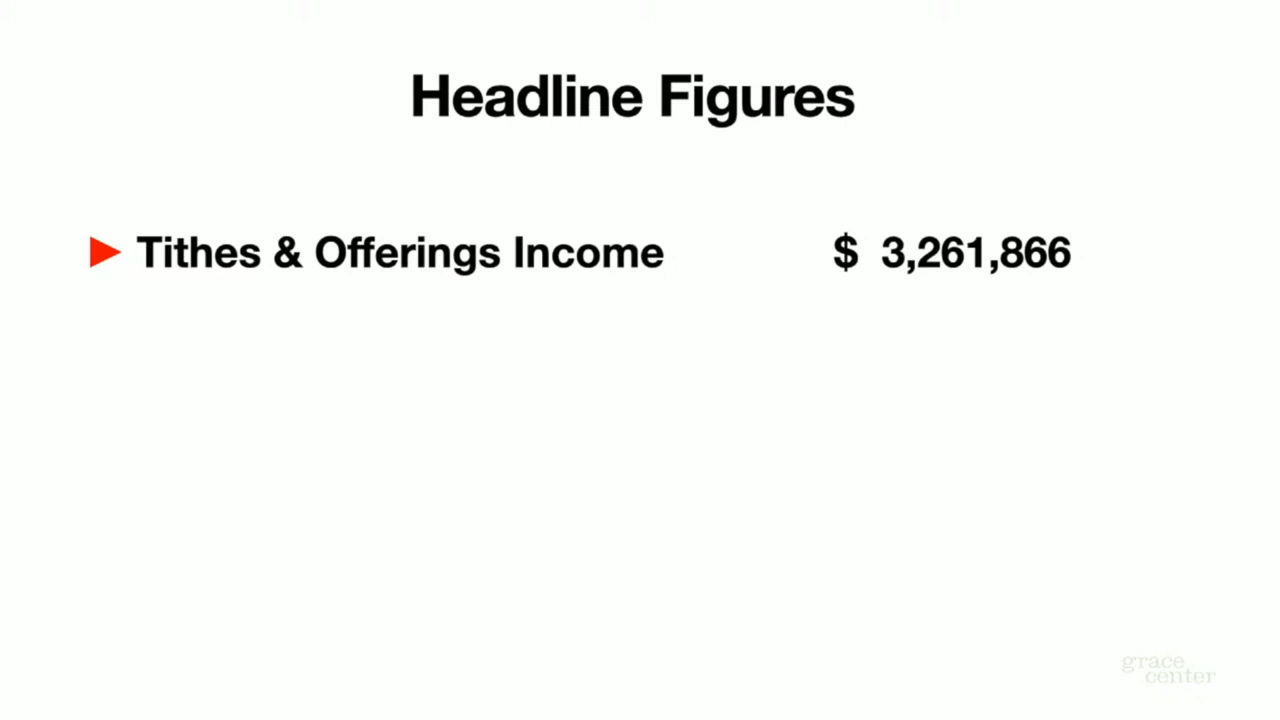 Headline Figures
▶ Tithes & Offerings Income $ 3,261,866
grace
center